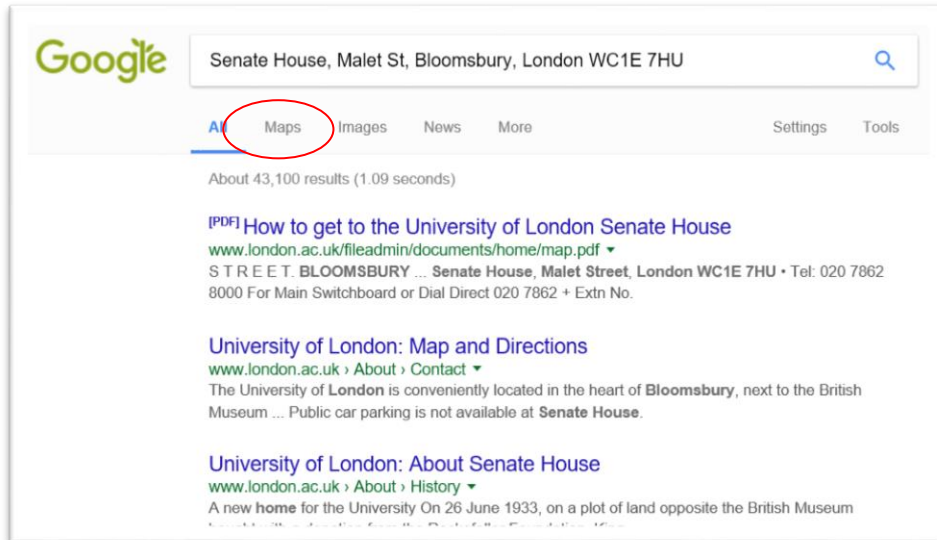 Google
Senate House, Malet St, Bloomsbury, London WC1E 7HU
All Maps Images News More Settings Tools
About 43,100 results (1.09 seconds)
[PDF] How to get to the University of London Senate House
www.london.ac.uk/fileadmin/documents/home/map.pdf
S T R E E T. BLOOMSBURY ... Senate House, Malet Street, London WC1E 7HU • Tel: 020 7862
8000 For Main Switchboard or Dial Direct 020 7862 + Extn No.
University of London: Map and Directions
www.london.ac.uk › About › Contact
The University of London is conveniently located in the heart of Bloomsbury, next to the British
Museum ... Public car parking is not available at Senate House.
University of London: About Senate House
www.london.ac.uk › About › History
A new home for the University On 26 June 1933, on a plot of land opposite the British Museum